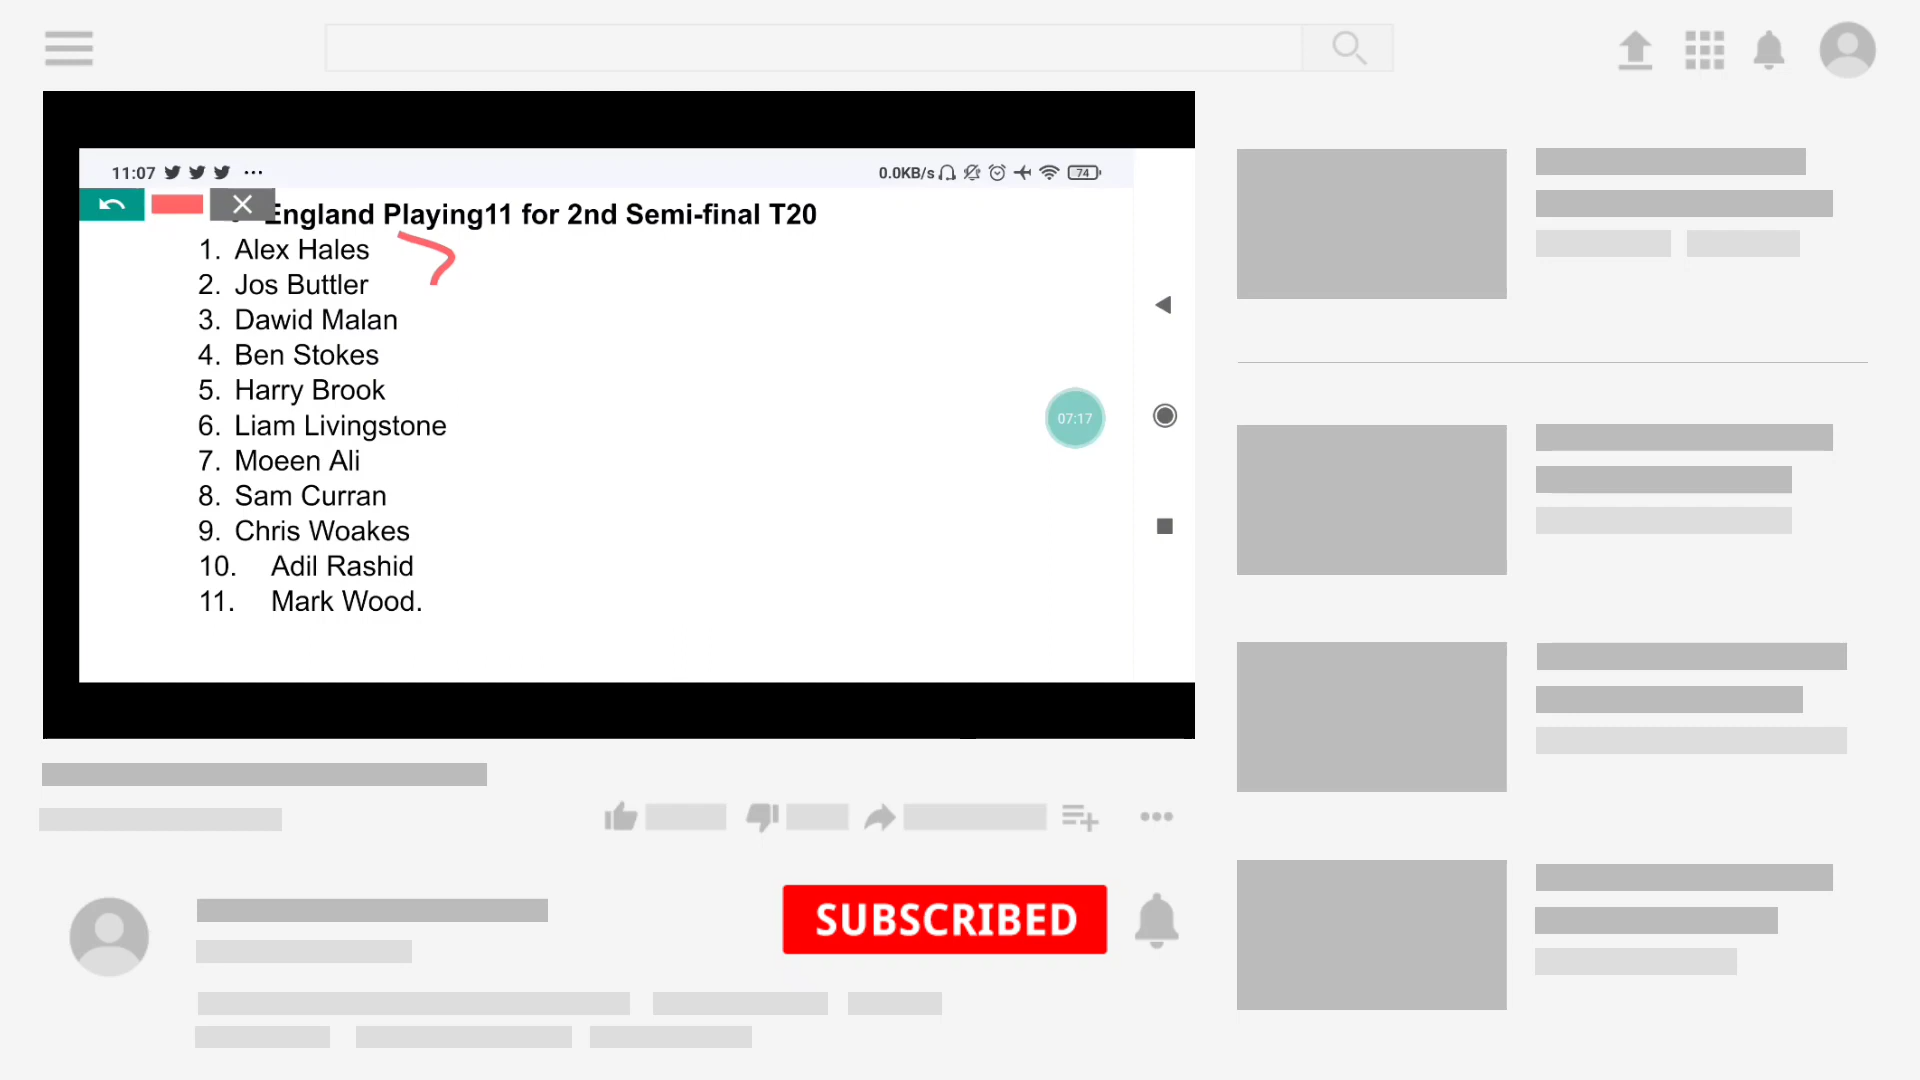 11:07 ...
0.0KB/s
74
England Playing11 for 2nd Semi-final T20
1. Alex Hales
2. Jos Buttler
3. Dawid Malan
4. Ben Stokes
5. Harry Brook
6. Liam Livingstone
7. Moeen Ali
8. Sam Curran
9. Chris Woakes
10. Adil Rashid
11. Mark Wood.
07:17
SUBSCRIBED